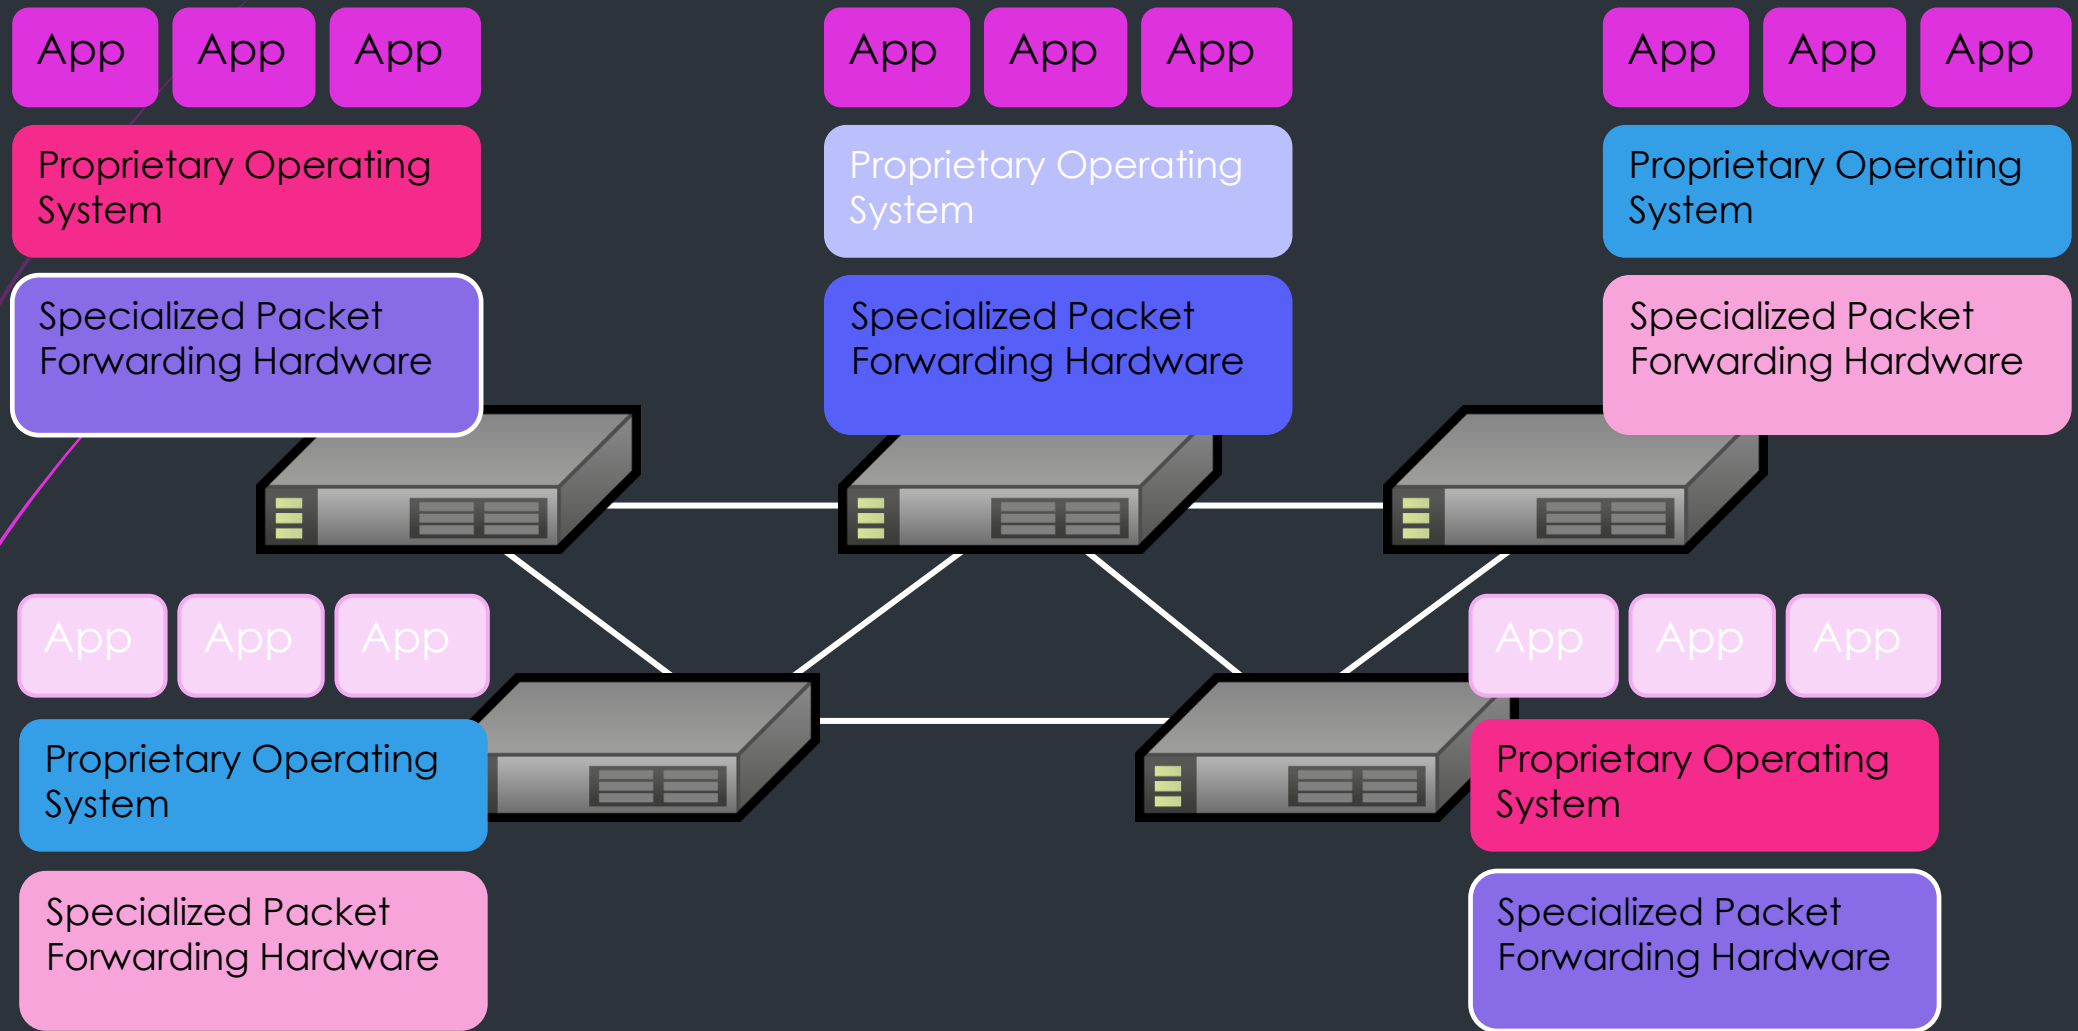 App App App
Proprietary Operating
System
Specialized Packet
Forwarding Hardware
App App App
Proprietary Operating
System
Specialized Packet
Forwarding Hardware
App App App
Proprietary Operating
System
Specialized Packet
Forwarding Hardware
App App App
Proprietary Operating
System
Specialized Packet
Forwarding Hardware
App App App
Proprietary Operating
System
Specialized Packet
Forwarding Hardware